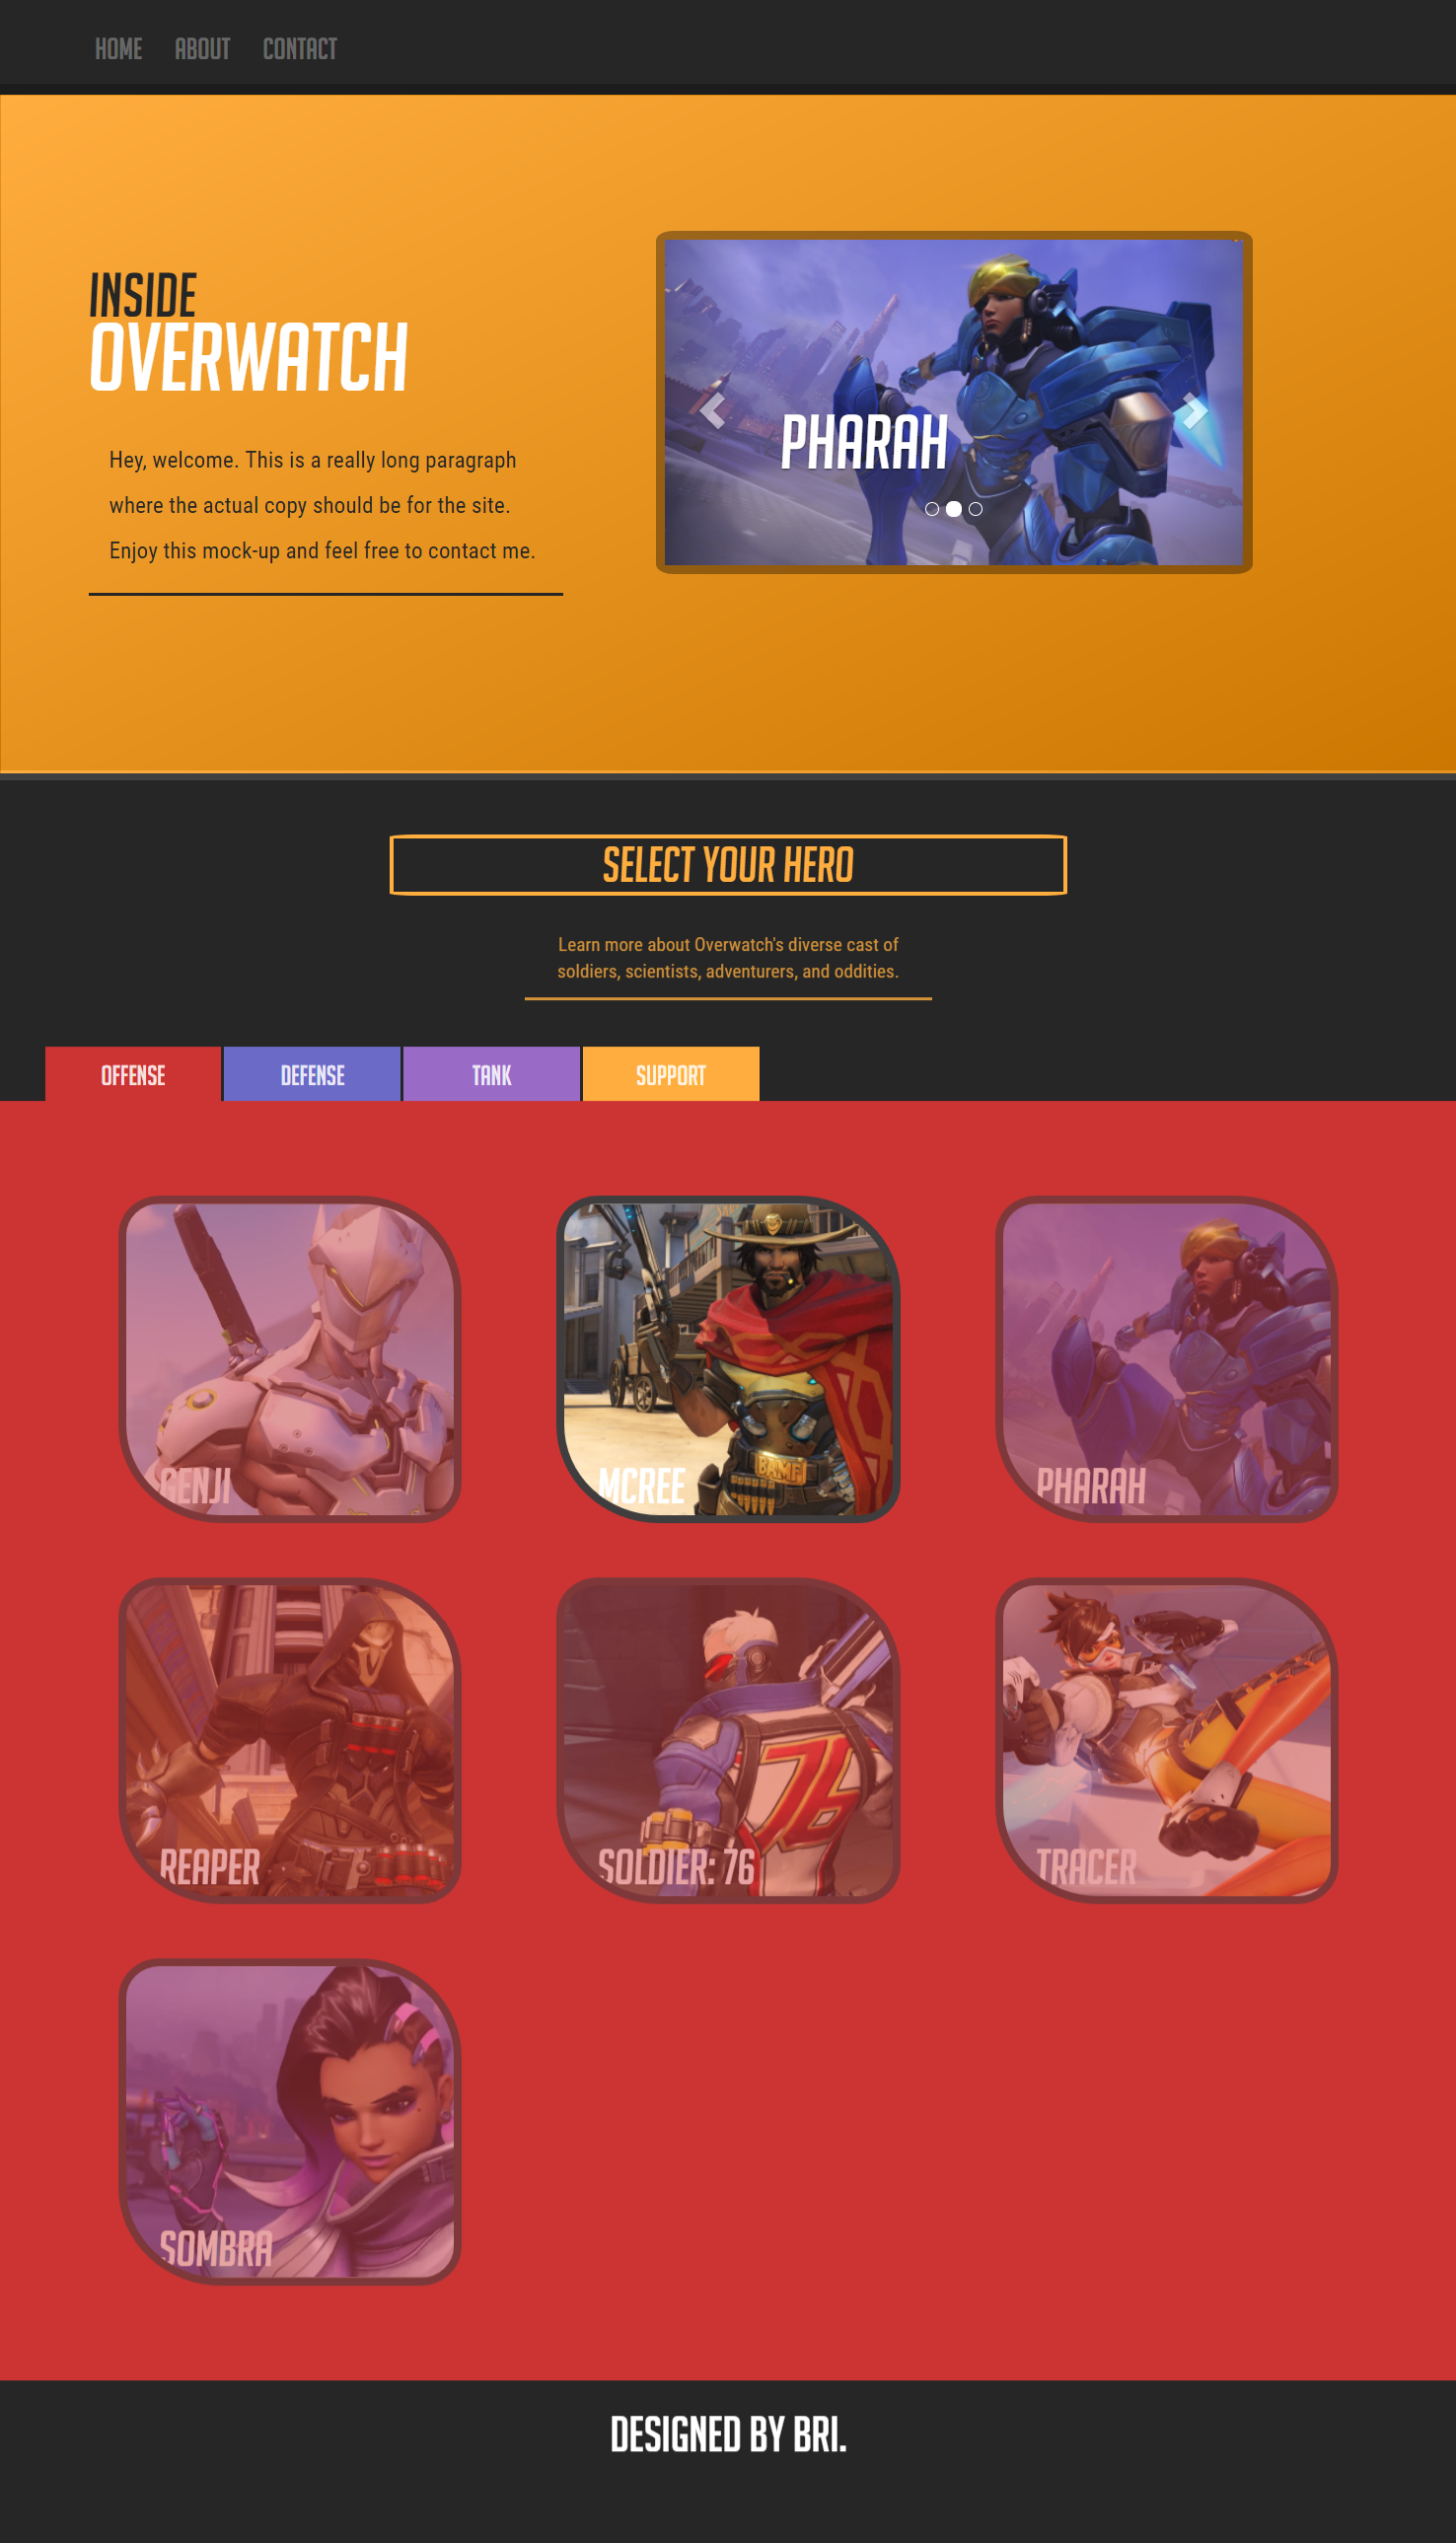 HOME ABOUT CONTACT
INSIDE
OVERWATCH
Hey, welcome. This is a really long paragraph
where the actual copy should be for the site.
Enjoy this mock-up and feel free to contact me.
PHARAH
SELECT YOUR HERO
Learn more about Overwatch's diverse cast of
soldiers, scientists, adventurers, and oddities.
OFFENSE DEFENSE TANK SUPPORT
GENJI
BAMF
MCREE
PHARAH
REAPER
76
SOLDIER: 76
TRACER
SOMBRA
DESIGNED BY BRI.